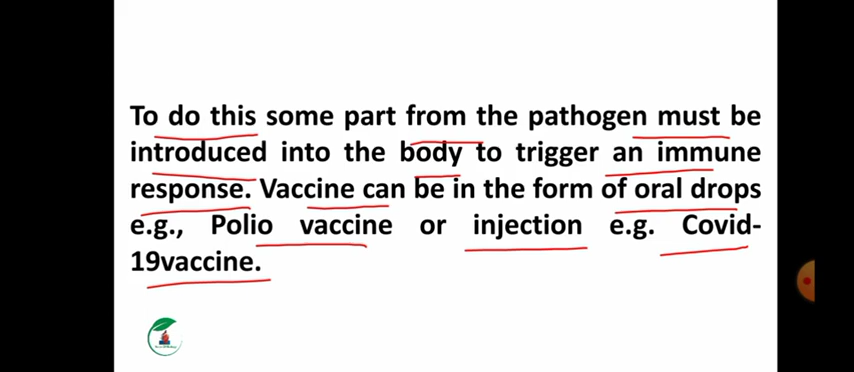 To do this some part from the pathogen must be
introduced into the body to trigger an immune
response. Vaccine can be in the form of oral drops
e.g., Polio vaccine or injection e.g. Covid-
19vaccine.